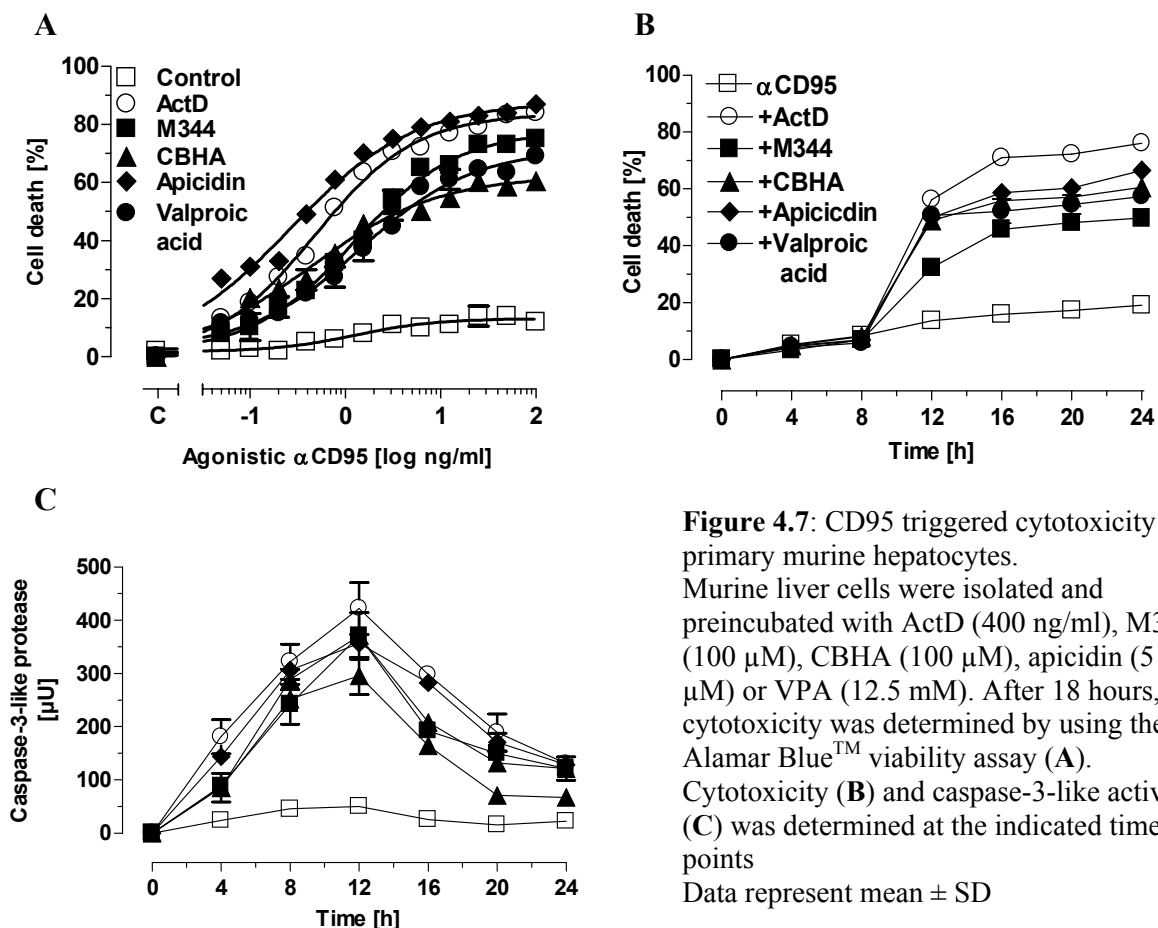 A
100
80
60
40
20
0
Cell death [%]
Control
ActD
M344
CBHA
Apicidin
Valproic
acid
C
-1
0
1
2
Agonistic αCD95 [log ng/ml]
B
100
80
60
40
20
0
Cell death [%]
αCD95
+ActD
+M344
+CBHA
+Apicicdin
+Valproic
acid
0
4
8
12
16
20
24
Time [h]
C
500
400
300
200
100
0
Caspase-3-like protease
[µU]
0
4
8
12
16
20
24
Time [h]
Figure 4.7: CD95 triggered cytotoxicity
primary murine hepatocytes.
Murine liver cells were isolated and
preincubated with ActD (400 ng/ml), M3
(100 µM), CBHA (100 µM), apicidin (5
µM) or VPA (12.5 mM). After 18 hours,
cytotoxicity was determined by using the
Alamar Blue™ viability assay (A).
Cytotoxicity (B) and caspase-3-like activ
(C) was determined at the indicated time
points
Data represent mean ± SD